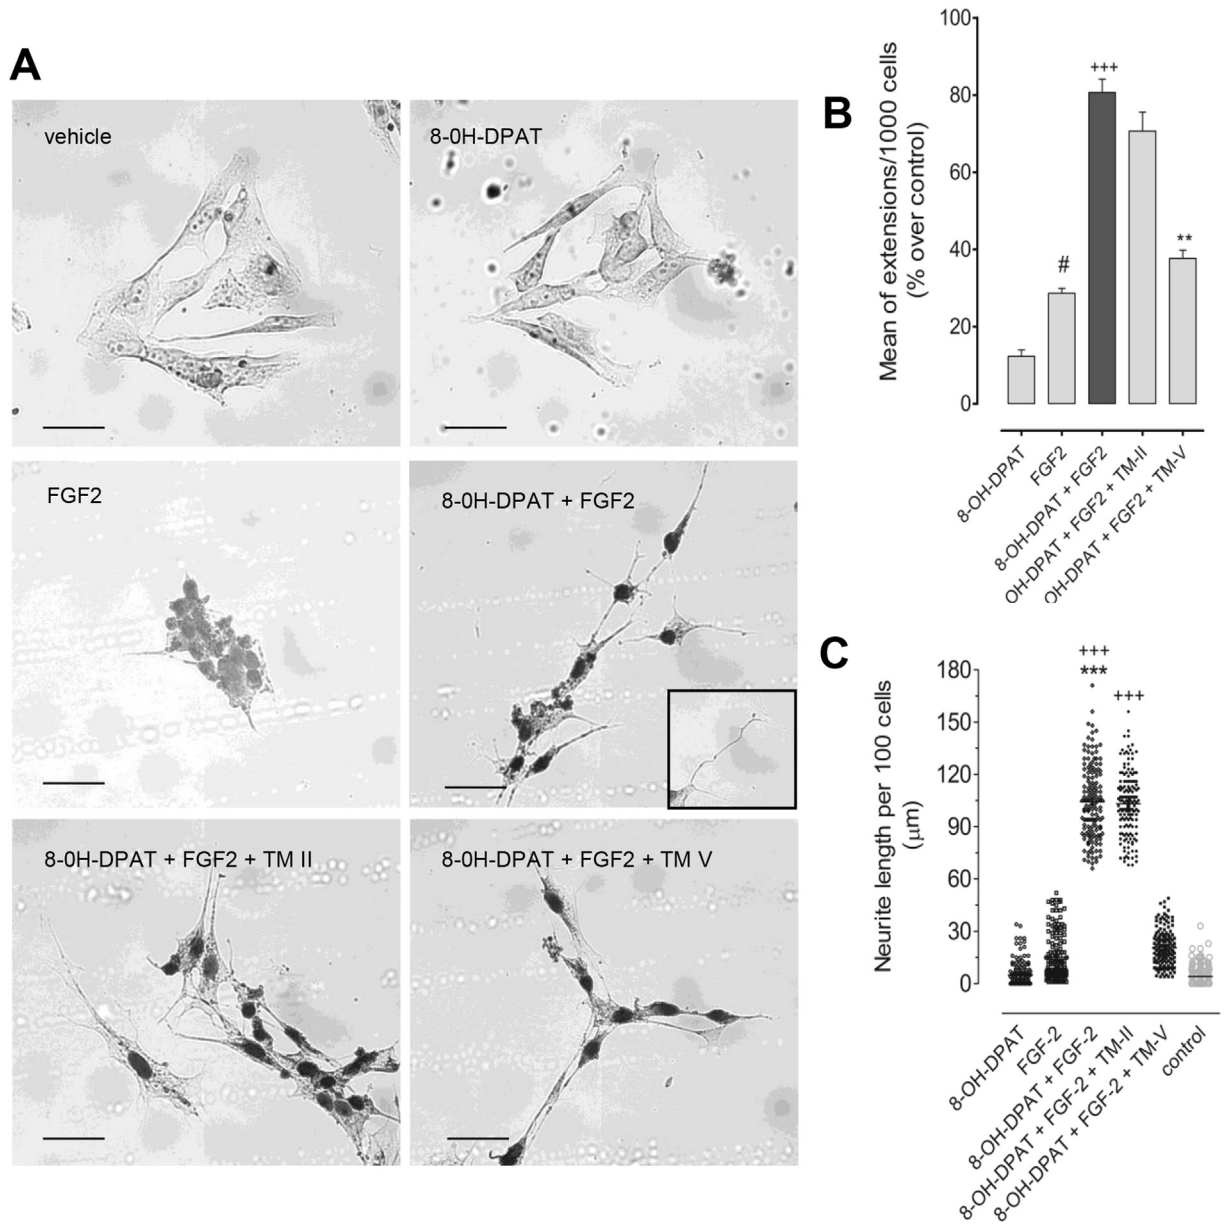 A
vehicle
8-0H-DPAT
FGF2
8-0H-DPAT + FGF2
8-0H-DPAT + FGF2 + TM II
8-0H-DPAT + FGF2 + TM V
B
Mean of extensions/1000 cells
(% over control)
100
80
60
40
20
0
#
+++
**
8-OH-DPAT
FGF2
8-OH-DPAT + FGF2
OH-DPAT + FGF2 + TM-II
OH-DPAT + FGF2 + TM-V
C
Neurite length per 100 cells
(µm)
180
150
120
90
60
30
0
+++
***
+++
8-OH-DPAT
FGF-2
8-OH-DPAT + FGF-2
8-OH-DPAT + FGF-2 + TM-II
8-OH-DPAT + FGF-2 + TM-V
control